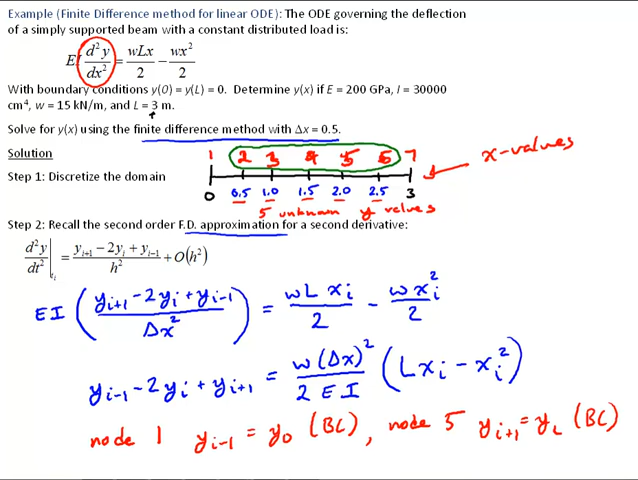 Example (Finite Difference method for linear ODE): The ODE governing the deflection
of a simply supported beam with a constant distributed load is:
EI d²y/dx² = wLx/2 − wx²/2
With boundary conditions y(0) = y(L) = 0. Determine y(x) if E = 200 GPa, I = 30000
cm⁴, w = 15 kN/m, and L = 3 m.
Solve for y(x) using the finite difference method with Δx = 0.5.
Solution
1 2 3 4 5 6 7 x-values
Step 1: Discretize the domain
0 0.5 1.0 1.5 2.0 2.5 3
5 unknown y values
Step 2: Recall the second order F.D. approximation for a second derivative:
d²y/dt²|tᵢ = (yᵢ₊₁ − 2yᵢ + yᵢ₋₁)/h² + O(h²)
EI ((yᵢ₊₁ − 2yᵢ + yᵢ₋₁)/Δx²) = wL xᵢ/2 − wxᵢ²/2
yᵢ₋₁ − 2yᵢ + yᵢ₊₁ = w(Δx)²/2EI (Lxᵢ − xᵢ²)
node 1 yᵢ₋₁ = y₀ (BC), node 5 yᵢ₊₁ = y_L (BC)